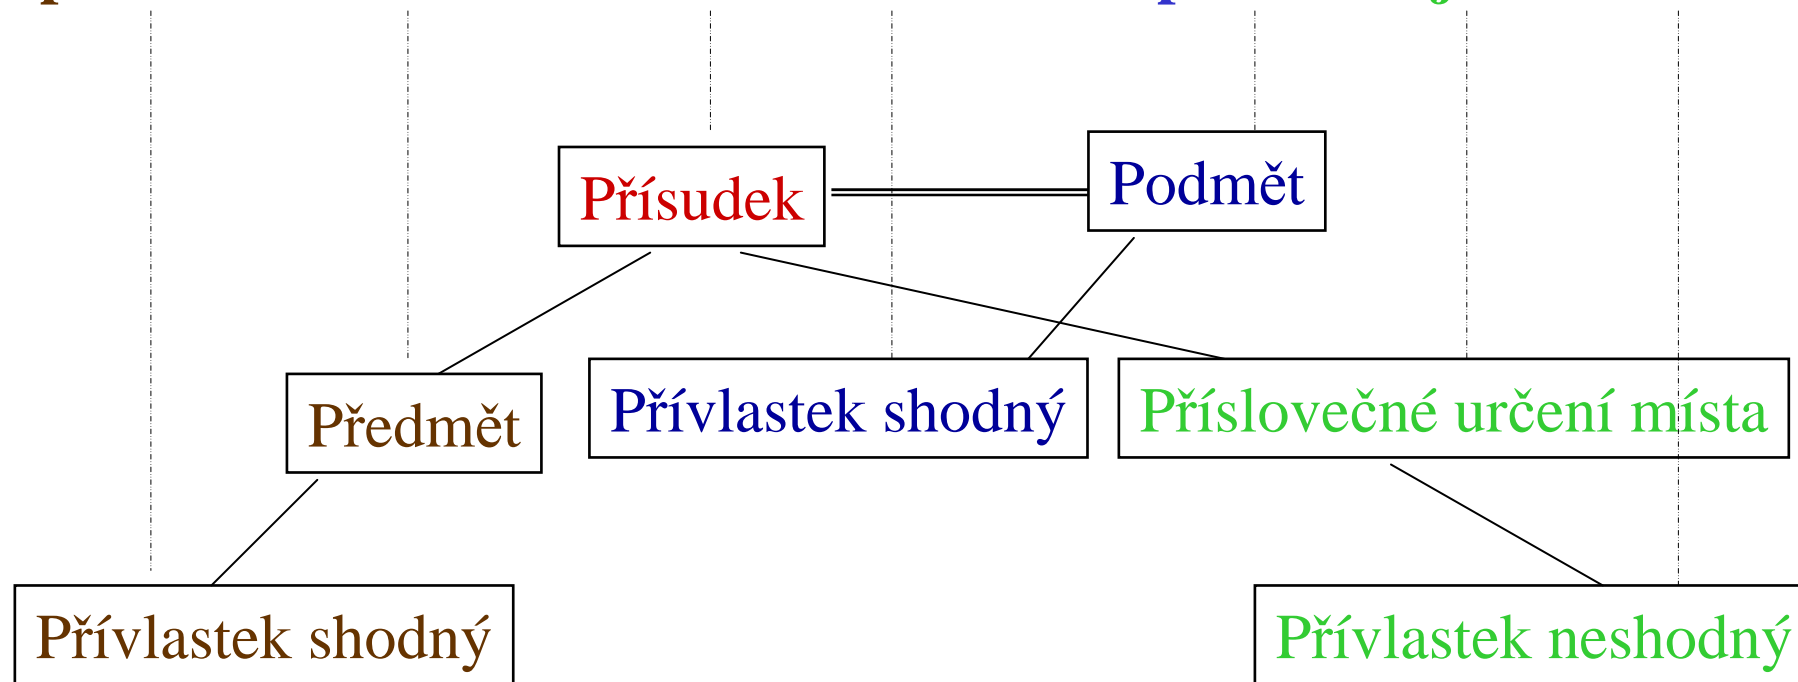 Podmět
Přísudek
Přívlastek shodný
Příslovečné určení místa
Předmět
Přívlastek shodný
Přívlastek neshodný